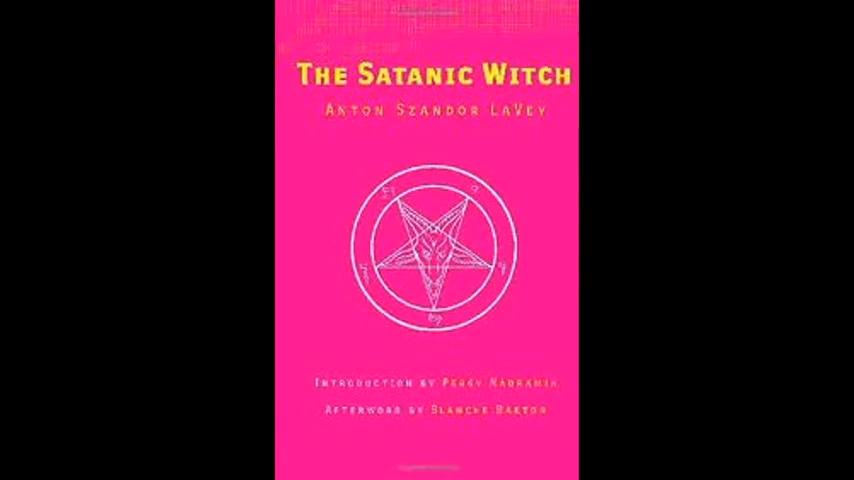 THE SATANIC WITCH
ANTON SZANDOR LAVEY
INTRODUCTION BY PEGGY NADRAMIA
AFTERWORD BY BLANCHE BARTON